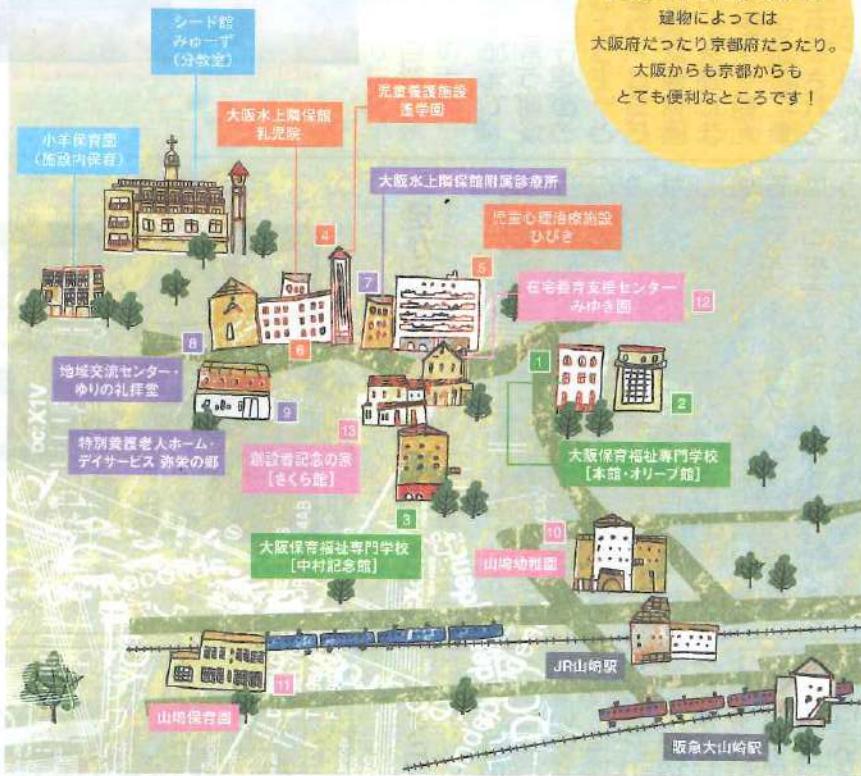 建物によっては
大阪府だったり京都府だったり。
大阪からも京都からも
とても便利なところです！
シード館
みゅーず
（分教室）
児童養護施設
遙学園
大阪水上隣保館
乳児院
小羊保育園
（施設内保育）
大阪水上隣保館附属診療所
児童心理治療施設
ひびき
4
5
7
在宅養育支援センター
みゆき園
12
8
6
1
地域交流センター・
ゆりの礼拝堂
2
9
特別養護老人ホーム・
デイサービス 弥栄の郷
13
創設者記念の家
[さくら館]
大阪保育福祉専門学校
[本館・オリーブ館]
3
大阪保育福祉専門学校
[中村記念館]
10
山崎幼稚園
JR山崎駅
11
山崎保育園
阪急大山崎駅